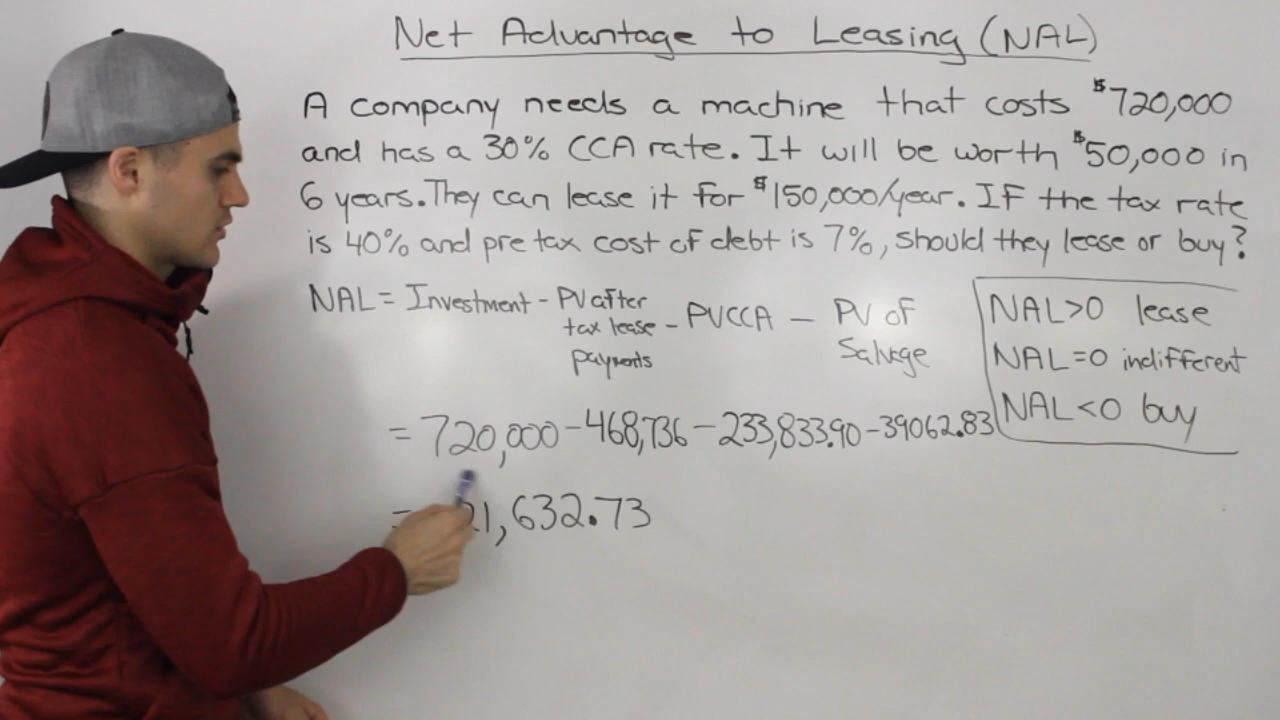 Net Advantage to Leasing (NAL)
A company needs a machine that costs $720,000
and has a 30% CCA rate. It will be worth $50,000 in
6 years. They can lease it for $150,000/year. IF the tax rate
is 40% and pre tax cost of debt is 7%, should they lease or buy?
NAL = Investment - PV after tax lease payments - PVCCA - PV of Salvage
= 720,000 - 468,736 - 233,833.90 - 39062.83
= 21,632.73
NAL>0 lease
NAL=0 indifferent
NAL<0 buy